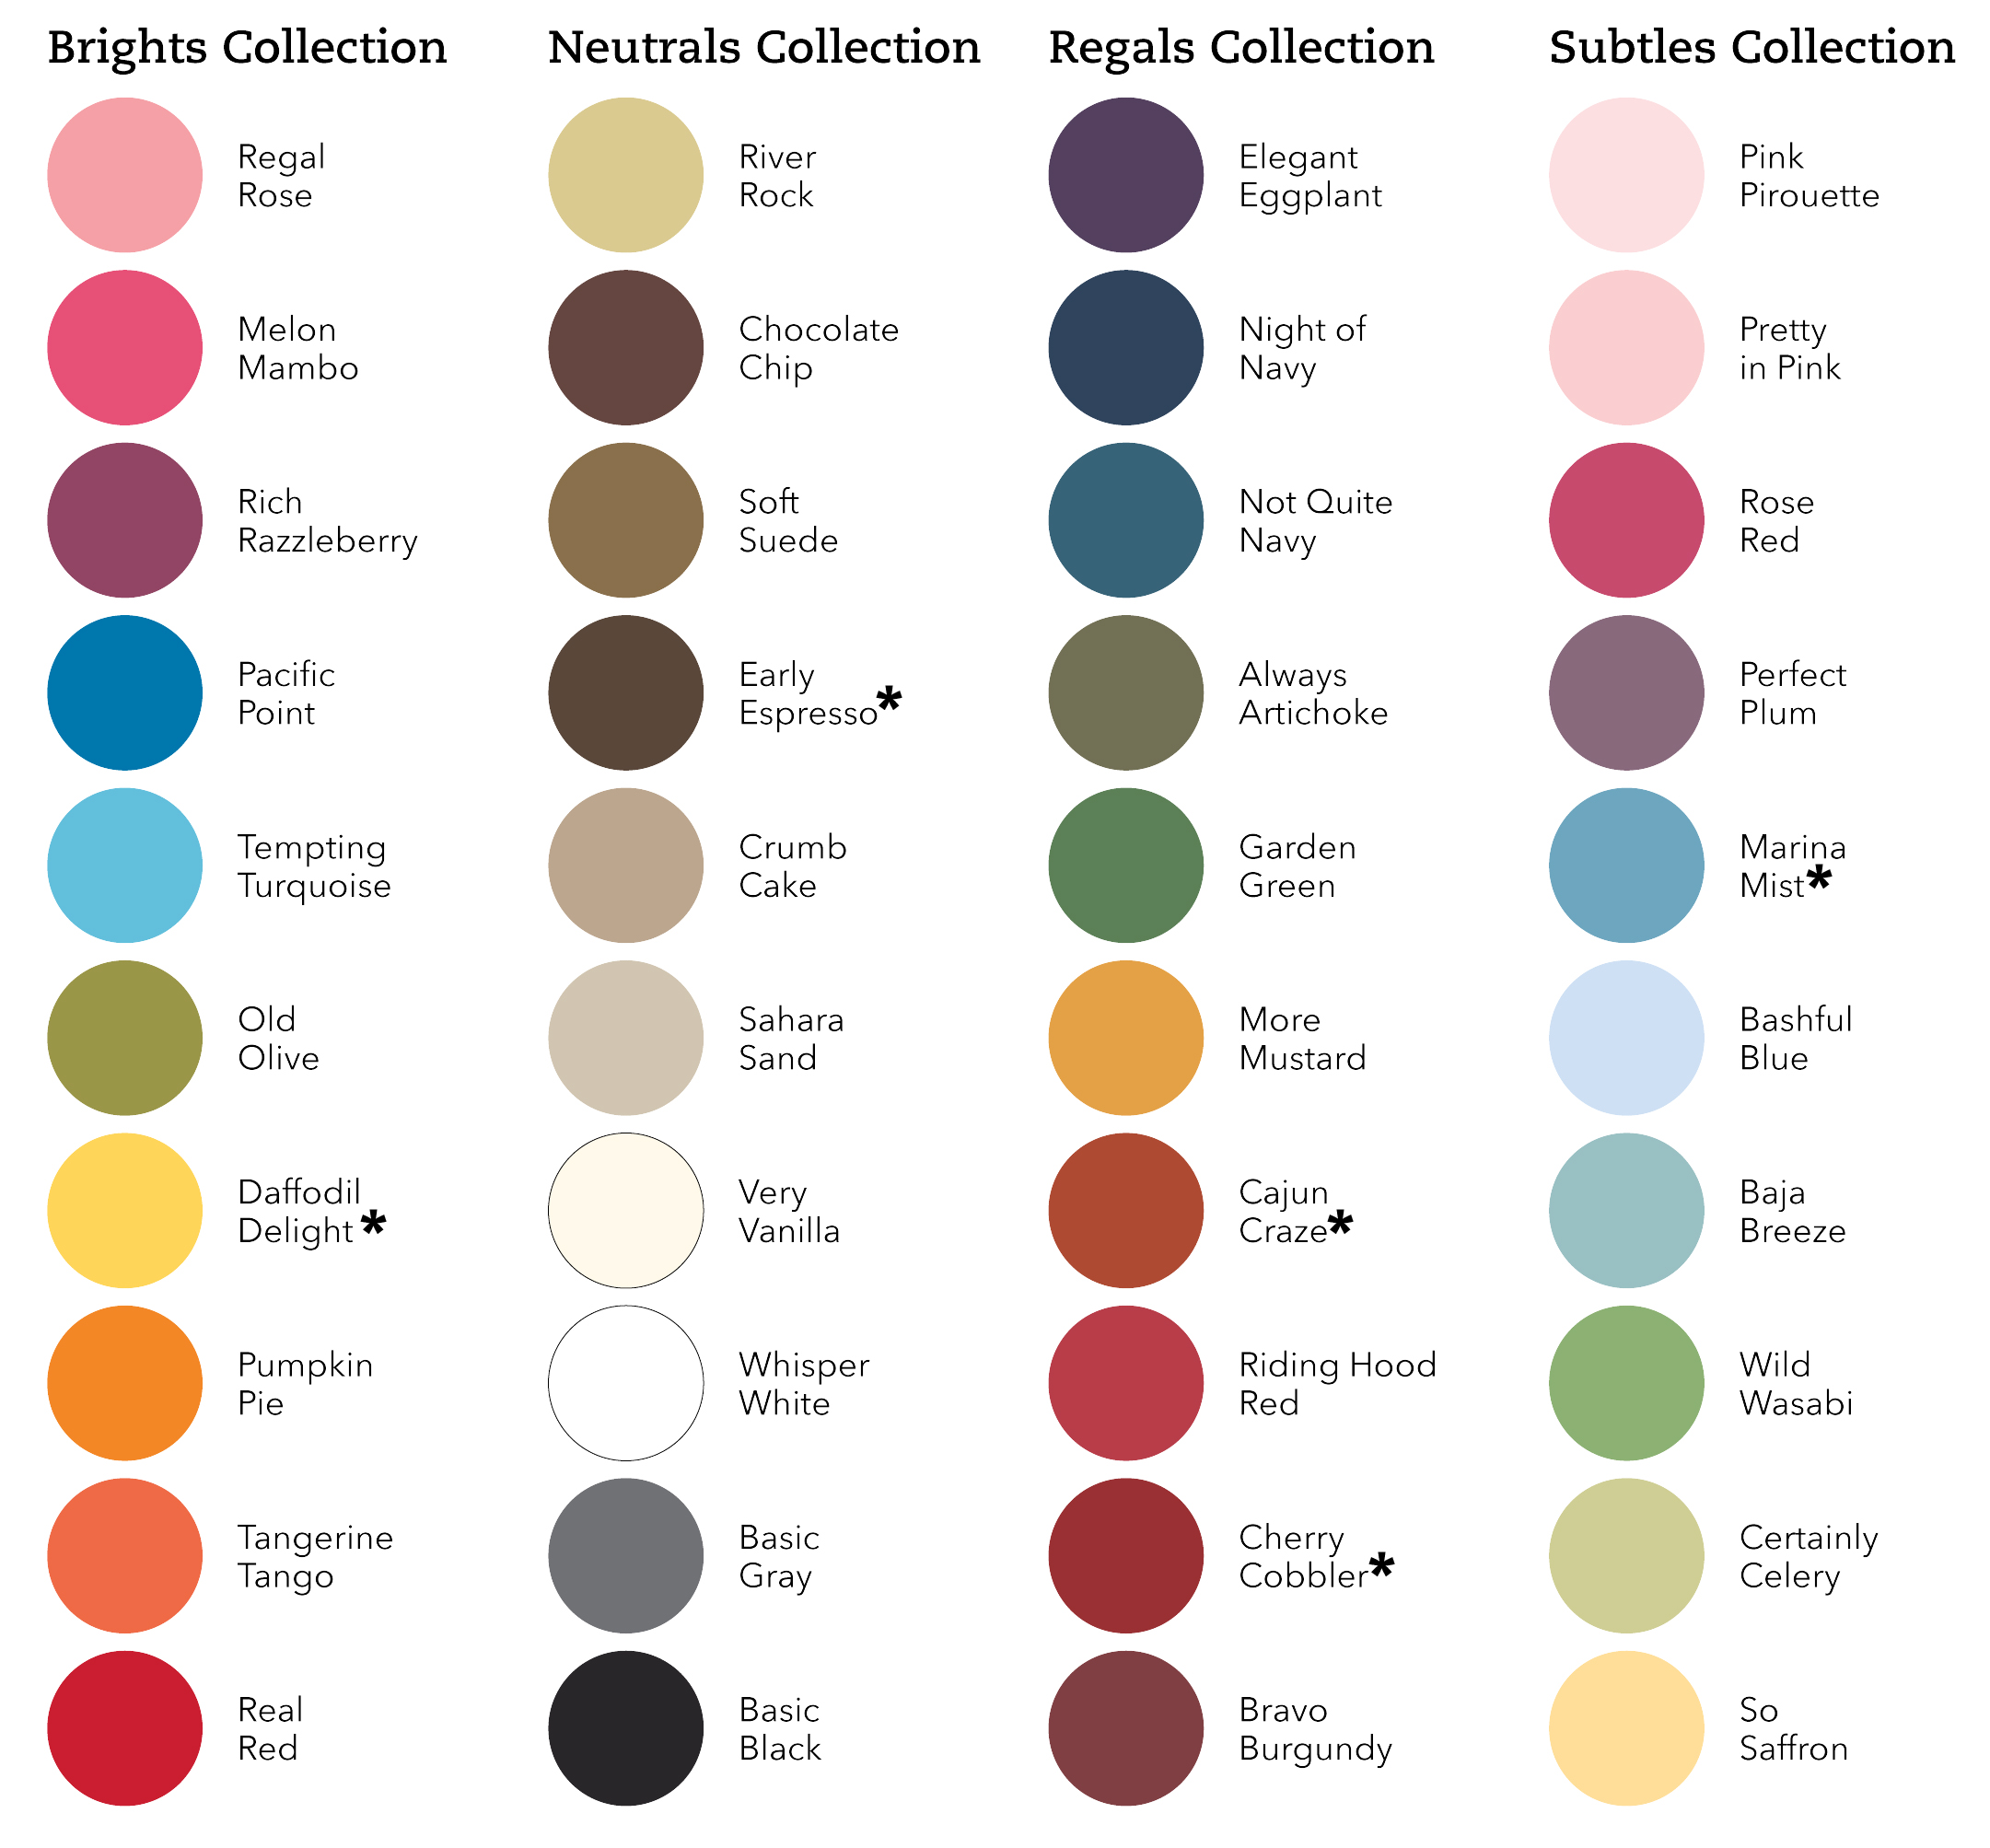 Brights Collection
Regal
Rose
Melon
Mambo
Rich
Razzleberry
Pacific
Point
Tempting
Turquoise
Old
Olive
Daffodil
Delight *
Pumpkin
Pie
Tangerine
Tango
Real
Red
Neutrals Collection
River
Rock
Chocolate
Chip
Soft
Suede
Early
Espresso*
Crumb
Cake
Sahara
Sand
Very
Vanilla
Whisper
White
Basic
Gray
Basic
Black
Regals Collection
Elegant
Eggplant
Night of
Navy
Not Quite
Navy
Always
Artichoke
Garden
Green
More
Mustard
Cajun
Craze*
Riding Hood
Red
Cherry
Cobbler*
Bravo
Burgundy
Subtles Collection
Pink
Pirouette
Pretty
in Pink
Rose
Red
Perfect
Plum
Marina
Mist*
Bashful
Blue
Baja
Breeze
Wild
Wasabi
Certainly
Celery
So
Saffron